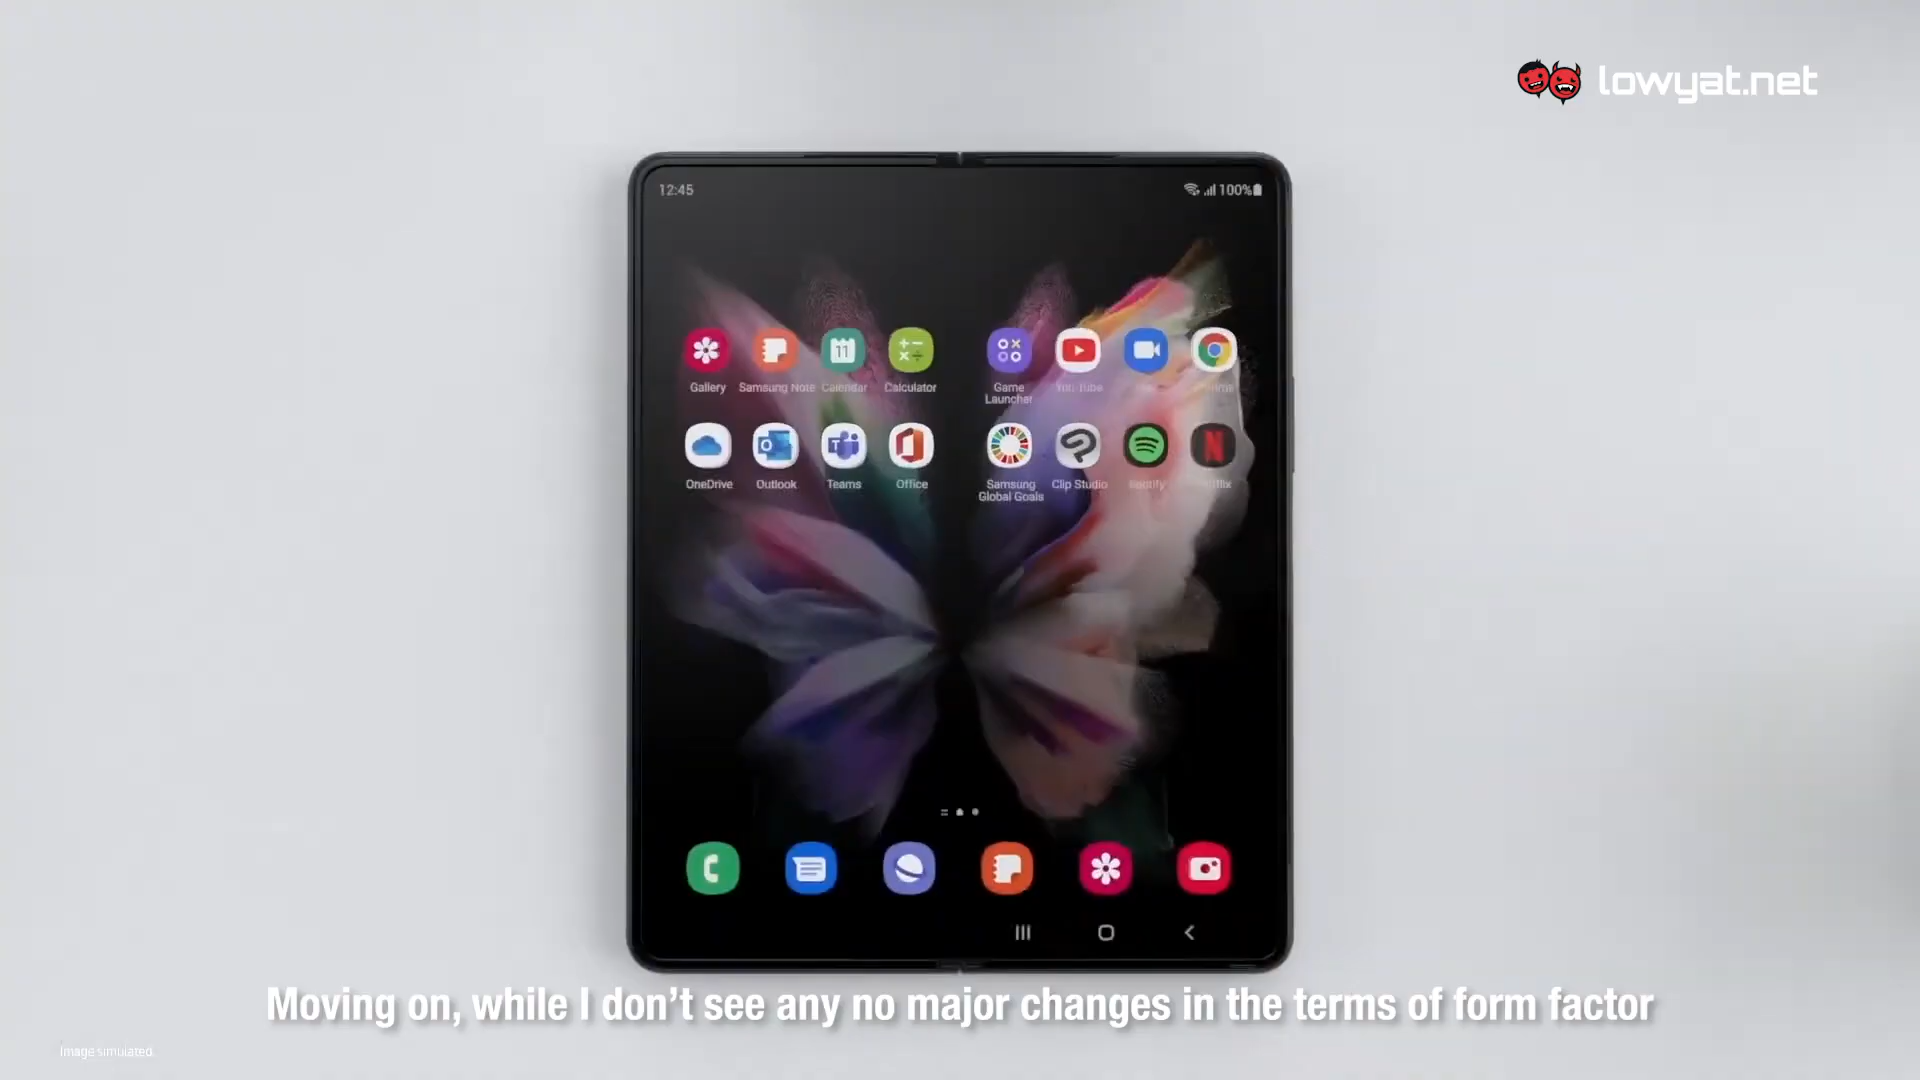 lowyat.net
12:45
100%
Gallery
Samsung Note
Calendar
Calculator
Game
Launcher
YouTube
OneDrive
Outlook
Teams
Office
Samsung
Global Goals
Clip Studio
Spotify
Moving on, while I don't see any no major changes in the terms of form factor
Image simulated.